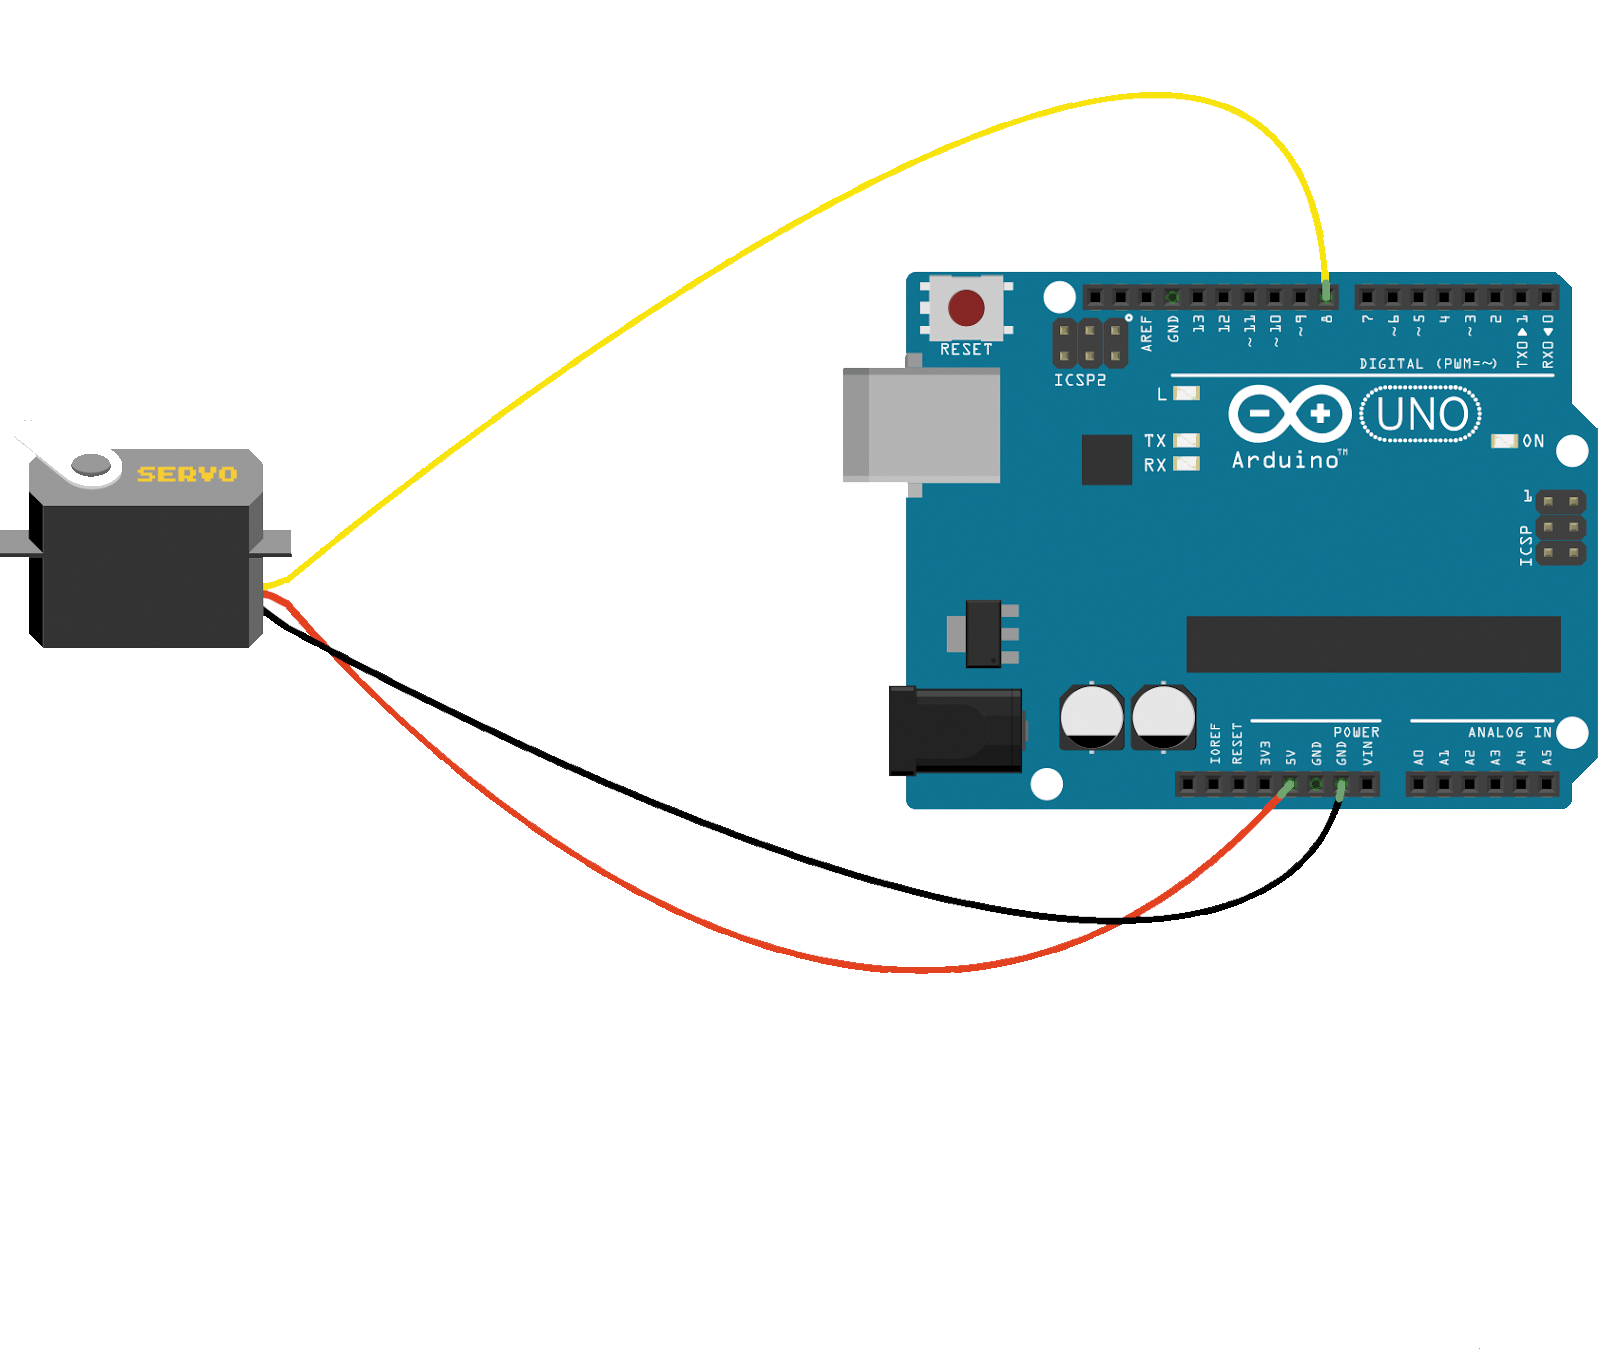 RESET
ICSP2
AREF
GND
13
12
~11
~10
~9
8
7
~6
~5
4
~3
2
TX0 ▶ 1
RX0 ◀ 0
DIGITAL (PWM=~)
L
TX
RX
UNO
Arduino™
ON
1
ICSP
SERVO
POWER
ANALOG IN
IOREF
RESET
3V3
5V
GND
GND
VIN
A0
A1
A2
A3
A4
A5